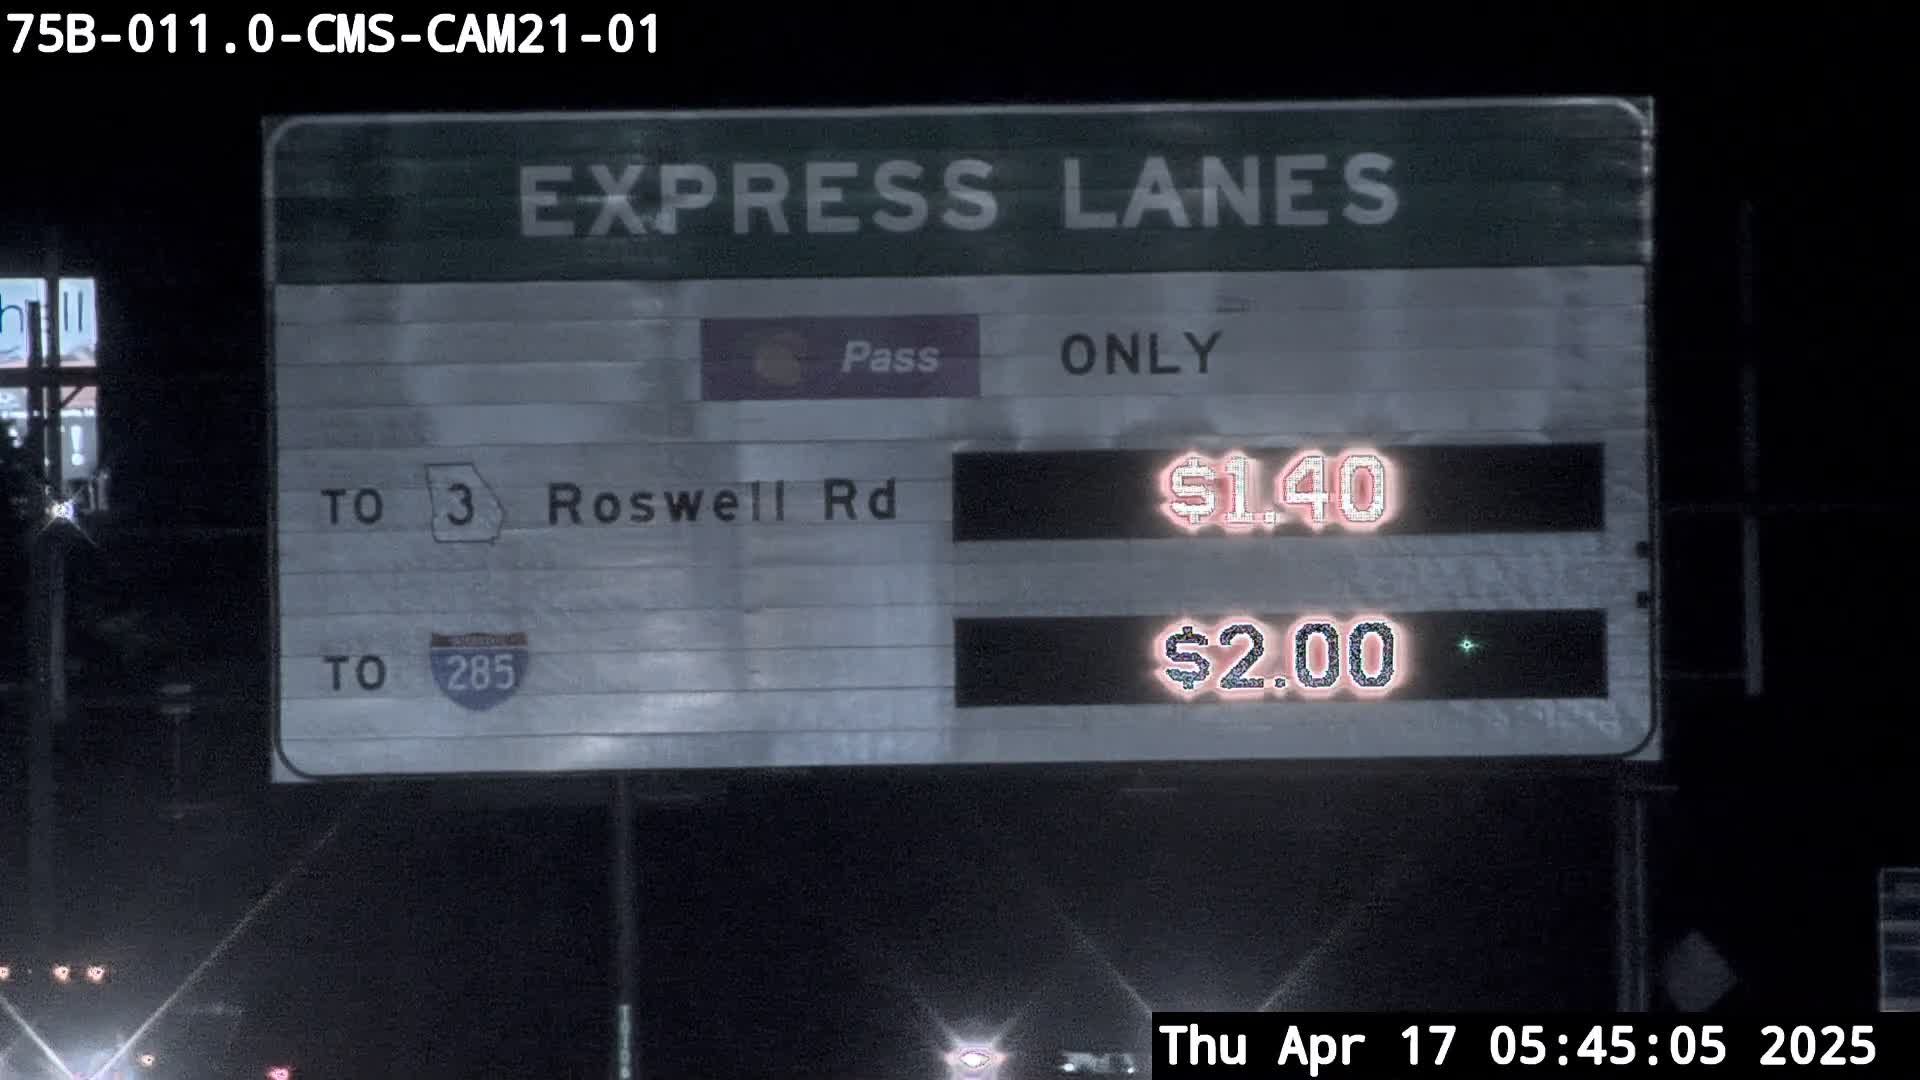 75B-011.0-CMS-CAM21-01
EXPRESS LANES
Pass ONLY
TO 3 Roswell Rd $1.40
TO 285 $2.00
Thu Apr 17 05:45:05 2025